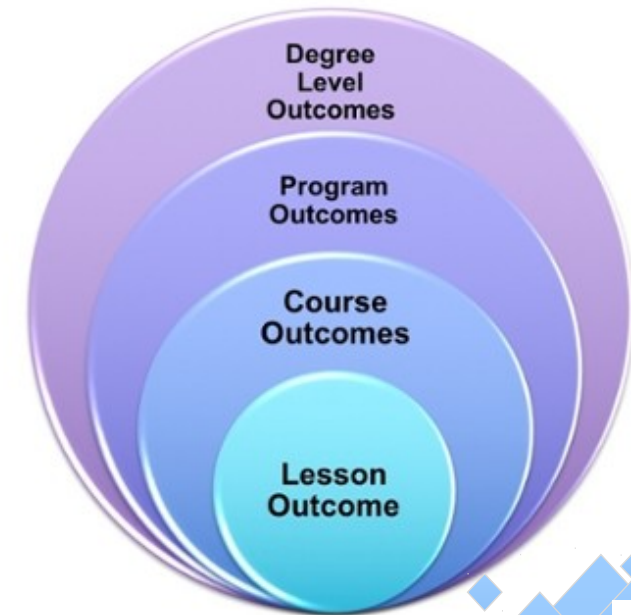 Degree
Level
Outcomes
Program
Outcomes
Course
Outcomes
Lesson
Outcome